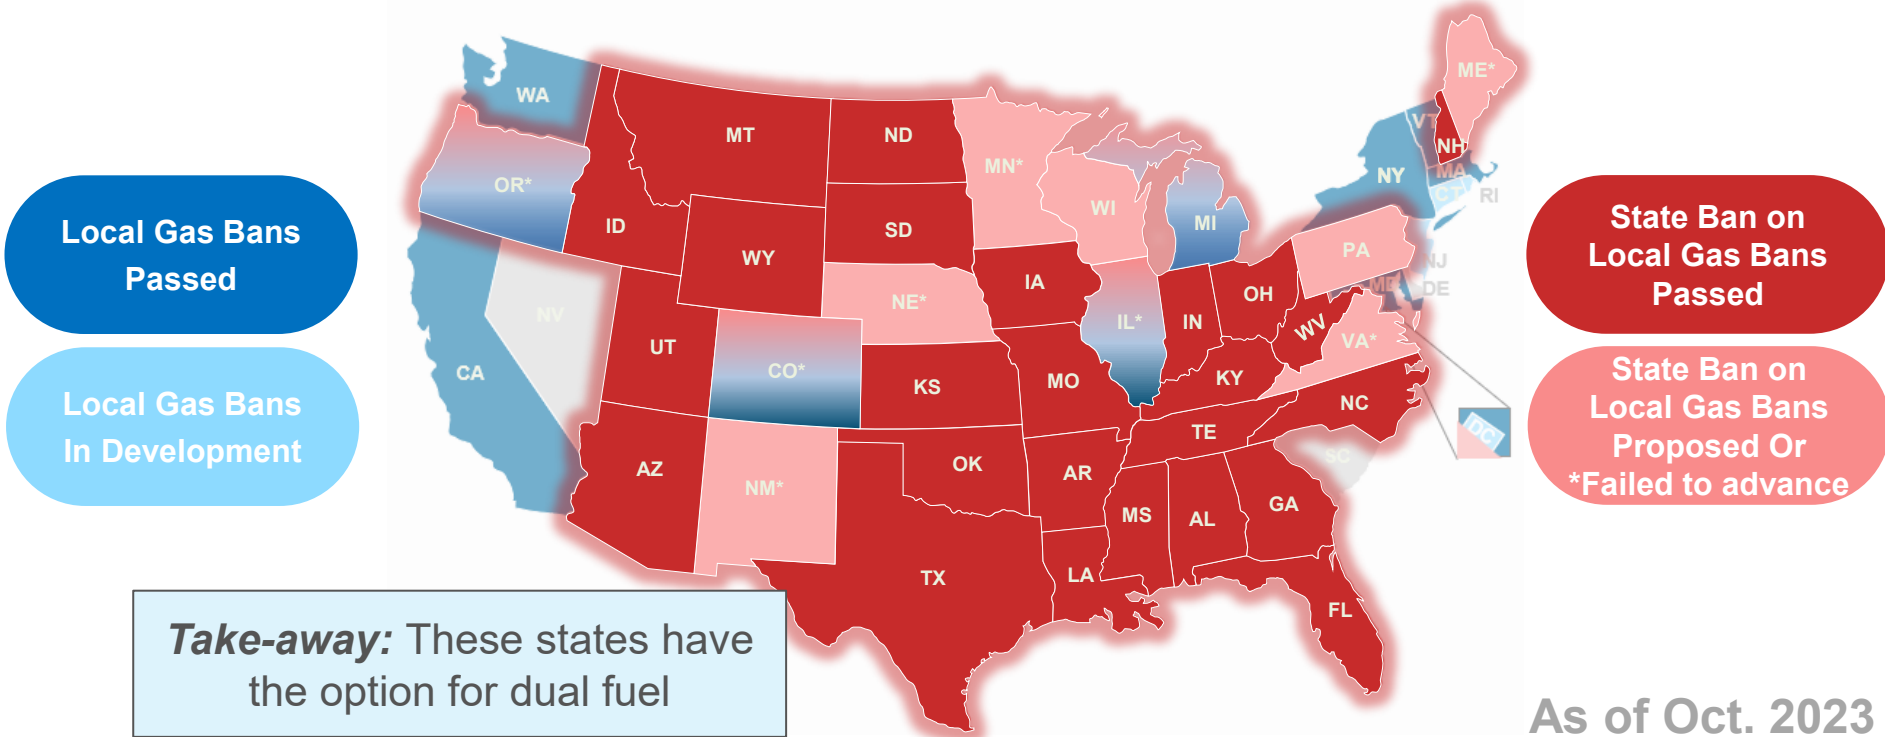 Local Gas Bans
Passed
Local Gas Bans
In Development
State Ban on
Local Gas Bans
Passed
State Ban on
Local Gas Bans
Proposed Or
*Failed to advance
WA
OR*
CA
NV
ID
MT
WY
UT
AZ
CO*
NM*
ND
SD
NE*
KS
OK
TX
MN*
IA
MO
AR
LA
WI
IL*
MI
IN
OH
KY
TE
MS
AL
GA
FL
SC
NC
VA*
WV
PA
NY
VT
NH
ME*
MA
CT
RI
NJ
DE
MD
DC
Take-away: These states have
the option for dual fuel
As of Oct. 2023